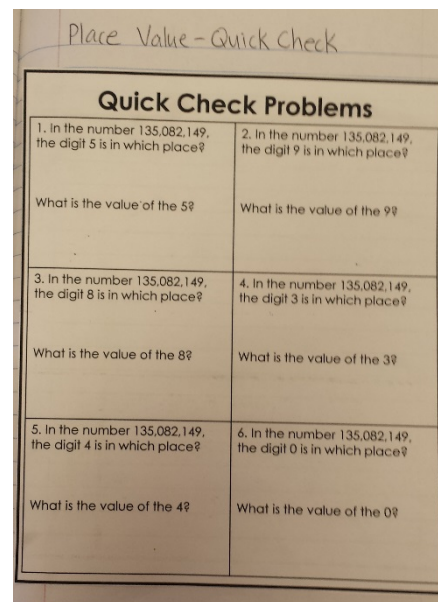 Place Value - Quick Check
Quick Check Problems
1. In the number 135,082,149,
the digit 5 is in which place?
What is the value of the 5?
2. In the number 135,082,149,
the digit 9 is in which place?
What is the value of the 9?
3. In the number 135,082,149,
the digit 8 is in which place?
What is the value of the 8?
4. In the number 135,082,149,
the digit 3 is in which place?
What is the value of the 3?
5. In the number 135,082,149,
the digit 4 is in which place?
What is the value of the 4?
6. In the number 135,082,149,
the digit 0 is in which place?
What is the value of the 0?